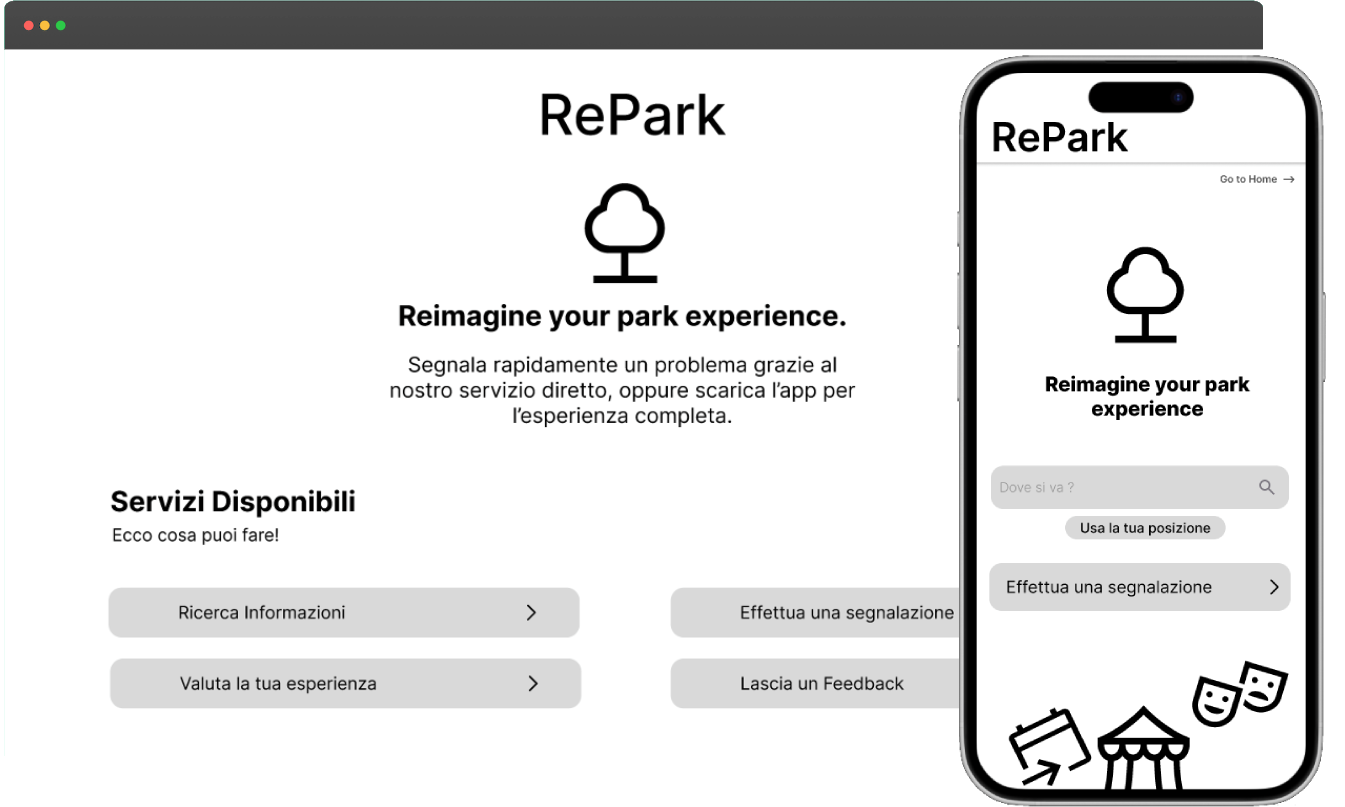 RePark
Reimagine your park experience.
Segnala rapidamente un problema grazie al
nostro servizio diretto, oppure scarica l’app per
l’esperienza completa.
Servizi Disponibili
Ecco cosa puoi fare!
Ricerca Informazioni
Effettua una segnalazione
Valuta la tua esperienza
Lascia un Feedback
RePark
Go to Home →
Reimagine your park
experience
Dove si va ?
Usa la tua posizione
Effettua una segnalazione